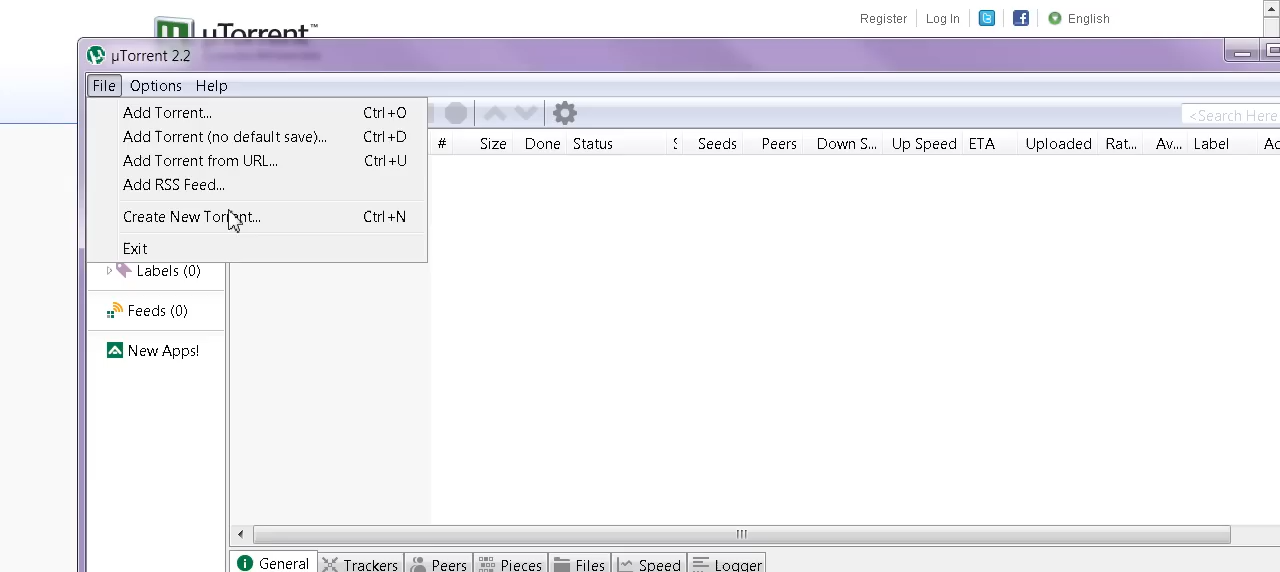 Register Log In English
µTorrent™
µTorrent 2.2
File Options Help
Add Torrent... Ctrl+O
Add Torrent (no default save)... Ctrl+D
Add Torrent from URL... Ctrl+U
Add RSS Feed...
Create New Torrent... Ctrl+N
Exit
<Search Here
# Size Done Status S Seeds Peers Down S... Up Speed ETA Uploaded Rat... Av... Label Ad
Labels (0)
Feeds (0)
New Apps!
General Trackers Peers Pieces Files Speed Logger